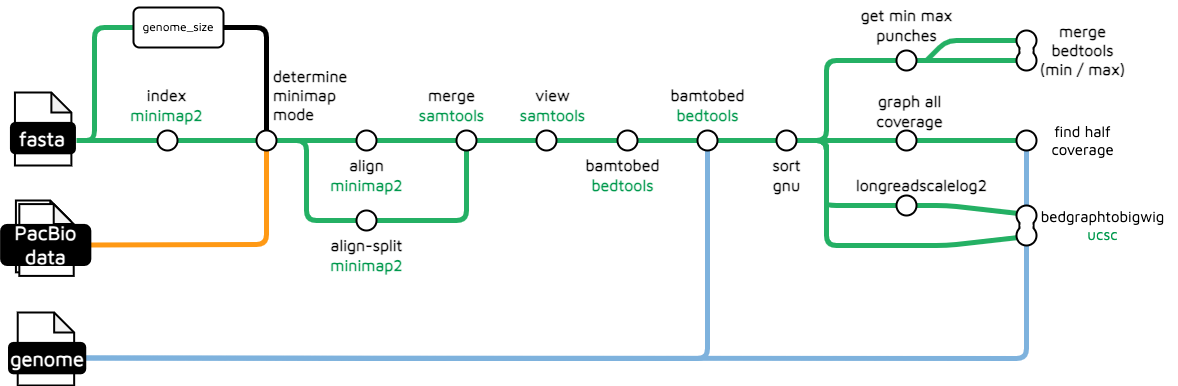 genome_size
get min max
punches
merge
bedtools
(min / max)
determine
minimap
mode
index
minimap2
merge
samtools
view
samtools
bamtobed
bedtools
graph all
coverage
fasta
align
minimap2
bamtobed
bedtools
sort
gnu
find half
coverage
longreadscalelog2
bedgraphtobigwig
ucsc
PacBio
data
align-split
minimap2
genome